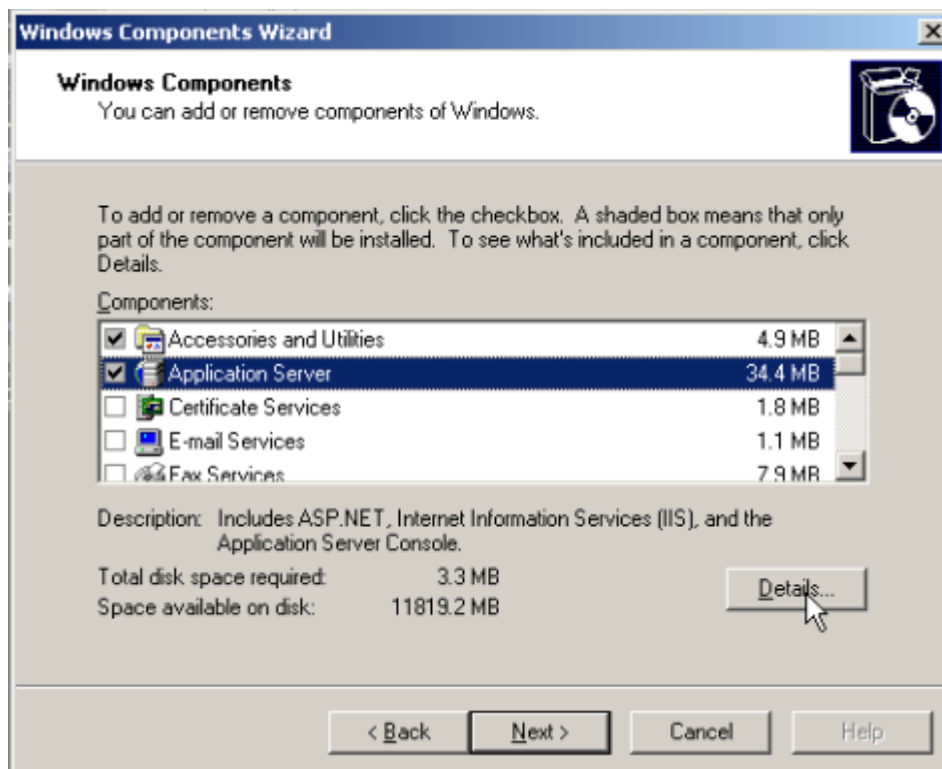 Windows Components Wizard
Windows Components
You can add or remove components of Windows.
To add or remove a component, click the checkbox. A shaded box means that only
part of the component will be installed. To see what's included in a component, click
Details.
Components:
Accessories and Utilities 4.9 MB
Application Server 34.4 MB
Certificate Services 1.8 MB
E-mail Services 1.1 MB
Fax Services 7.9 MB
Description: Includes ASP.NET, Internet Information Services (IIS), and the
Application Server Console.
Total disk space required: 3.3 MB
Space available on disk: 11819.2 MB
Details...
< Back Next > Cancel Help